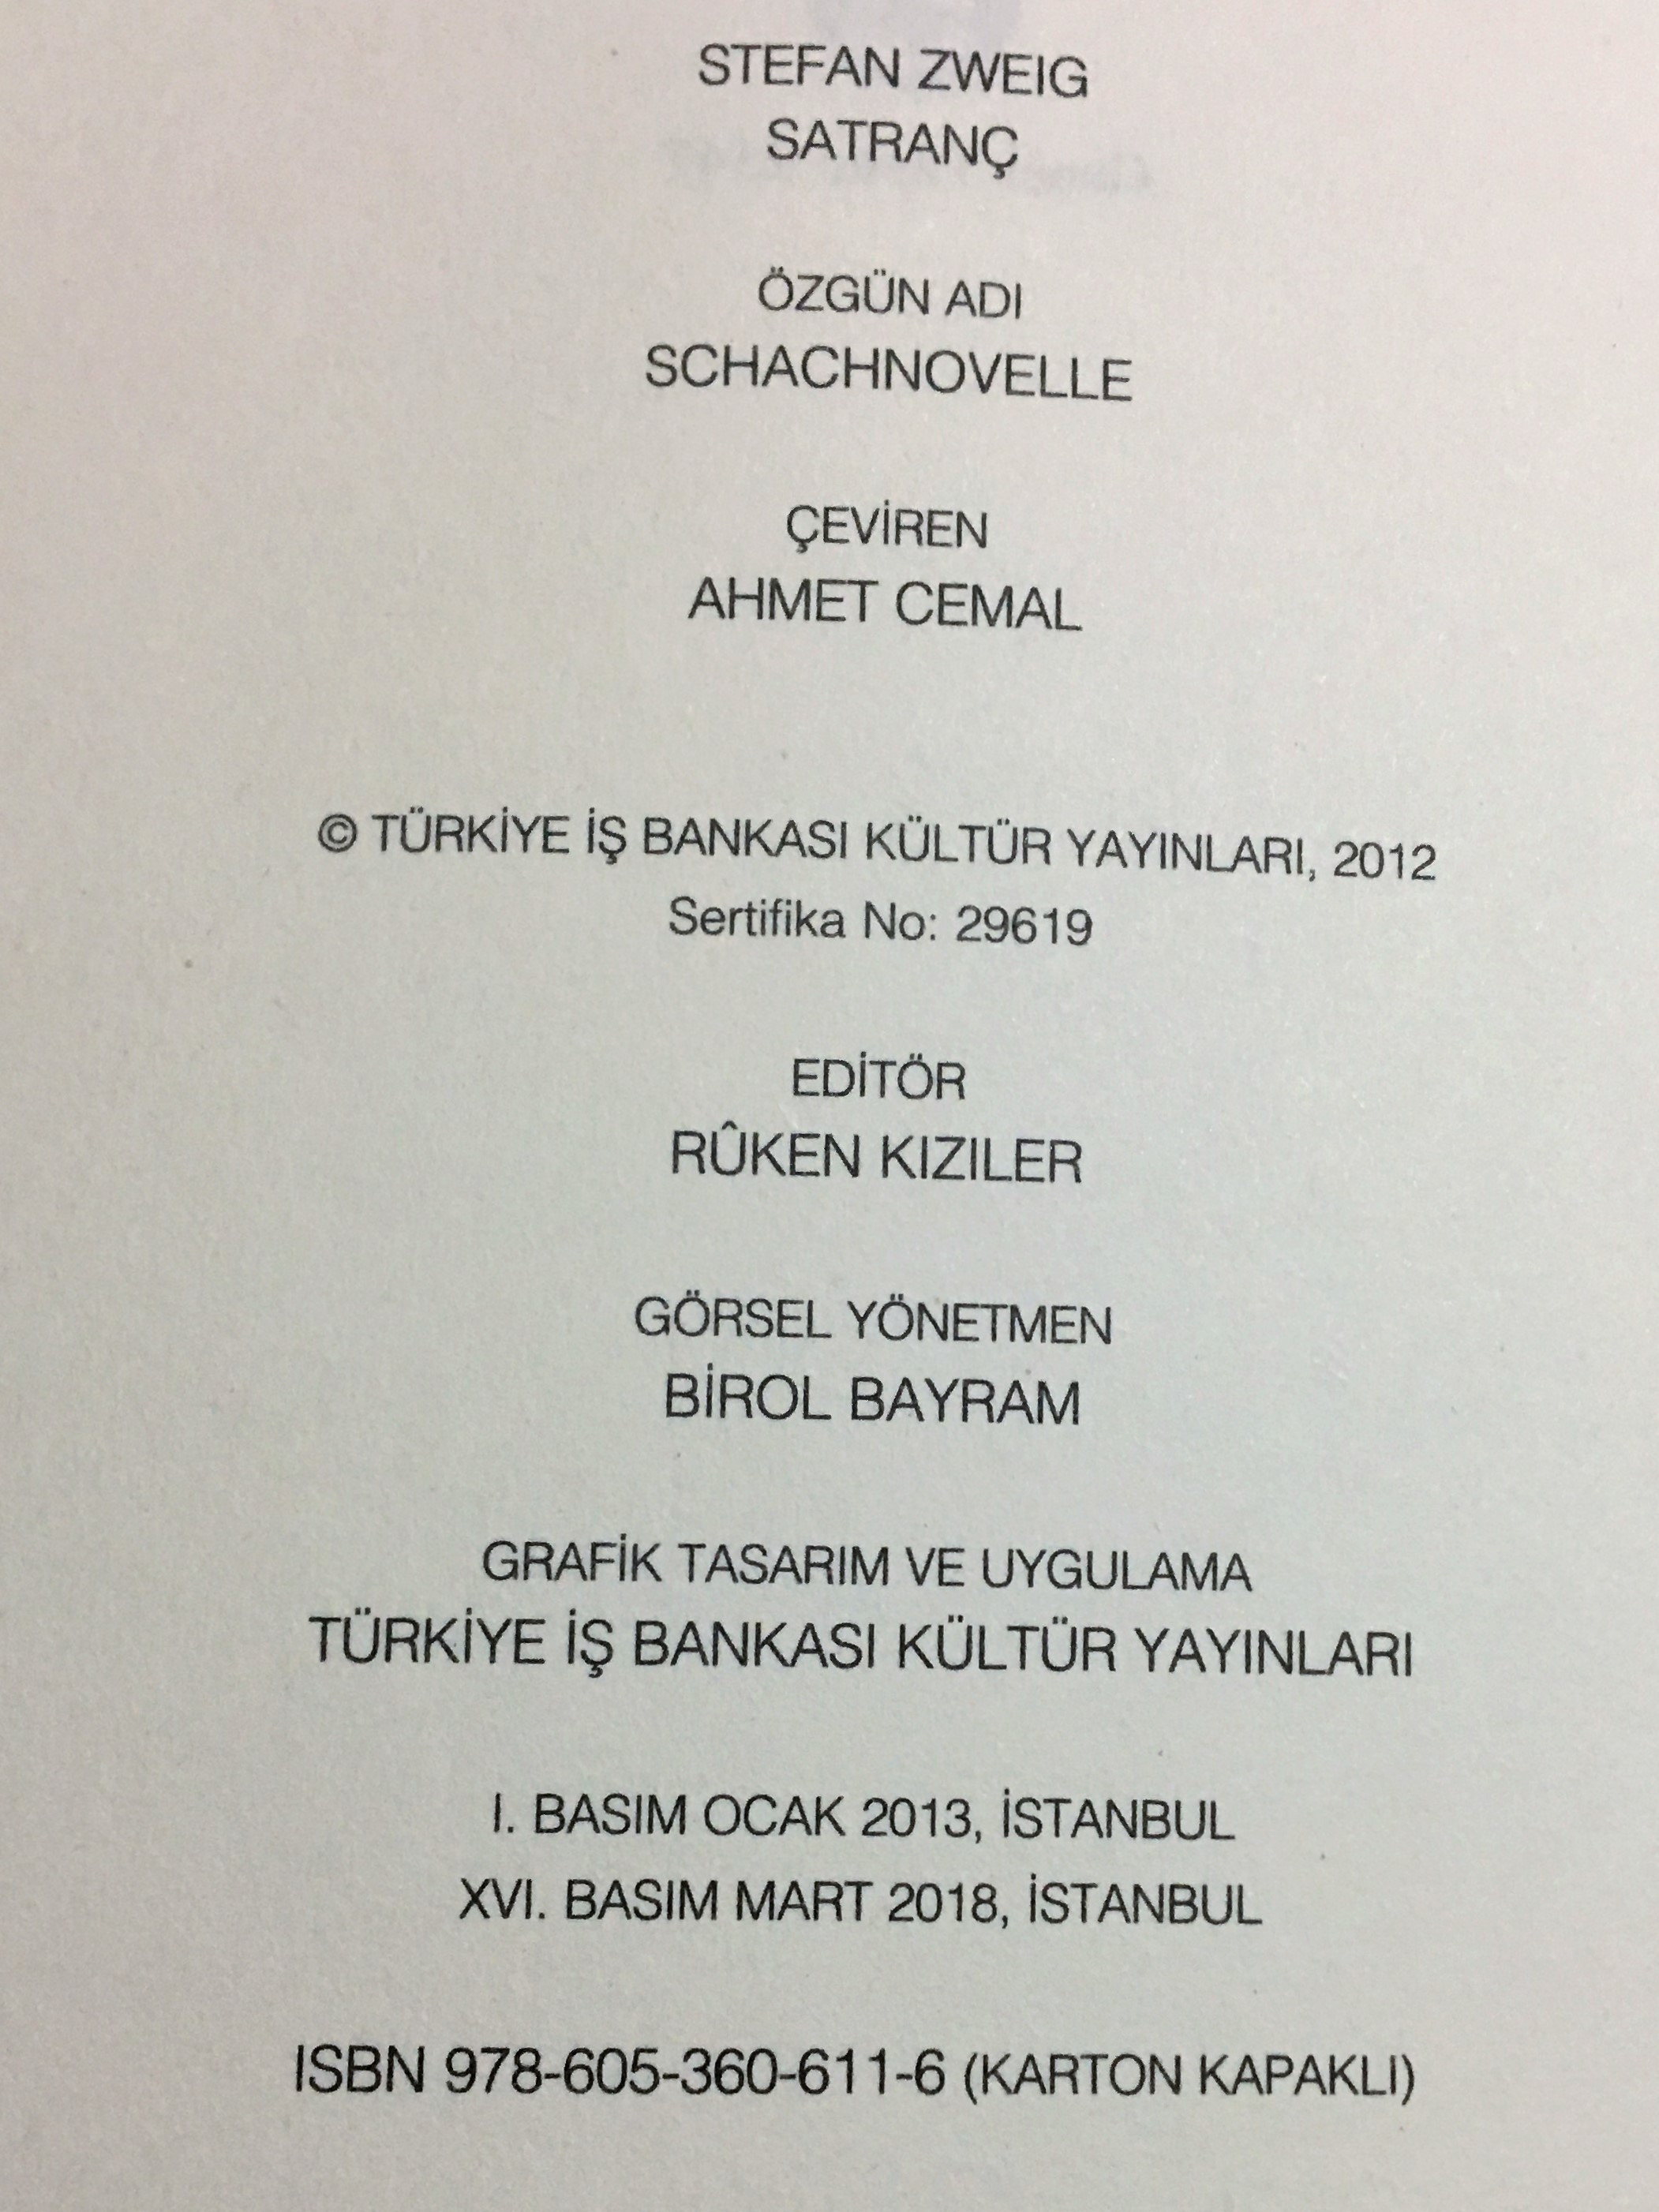 STEFAN ZWEIG
SATRANÇ
ÖZGÜN ADI
SCHACHNOVELLE
ÇEVİREN
AHMET CEMAL
© TÜRKİYE İŞ BANKASI KÜLTÜR YAYINLARI, 2012
Sertifika No: 29619
EDİTÖR
RÛKEN KIZILER
GÖRSEL YÖNETMEN
BİROL BAYRAM
GRAFİK TASARIM VE UYGULAMA
TÜRKİYE İŞ BANKASI KÜLTÜR YAYINLARI
I. BASIM OCAK 2013, İSTANBUL
XVI. BASIM MART 2018, İSTANBUL
ISBN 978-605-360-611-6 (KARTON KAPAKLI)